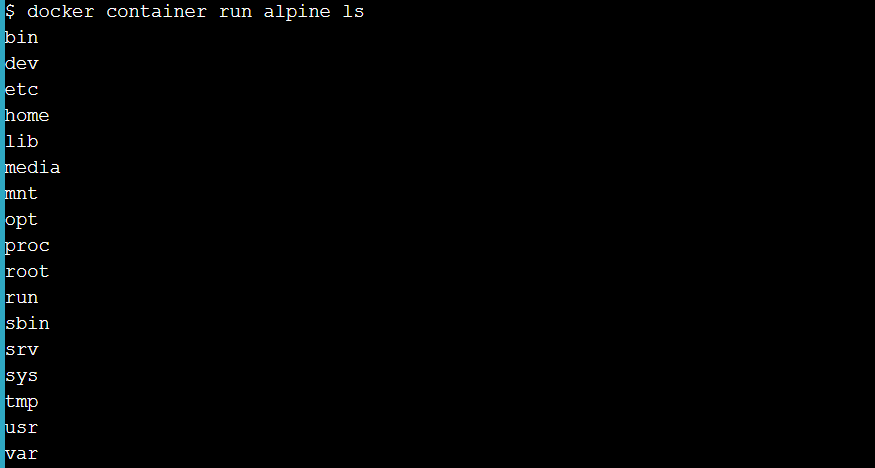 $ docker container run alpine ls
bin
dev
etc
home
lib
media
mnt
opt
proc
root
run
sbin
srv
sys
tmp
usr
var